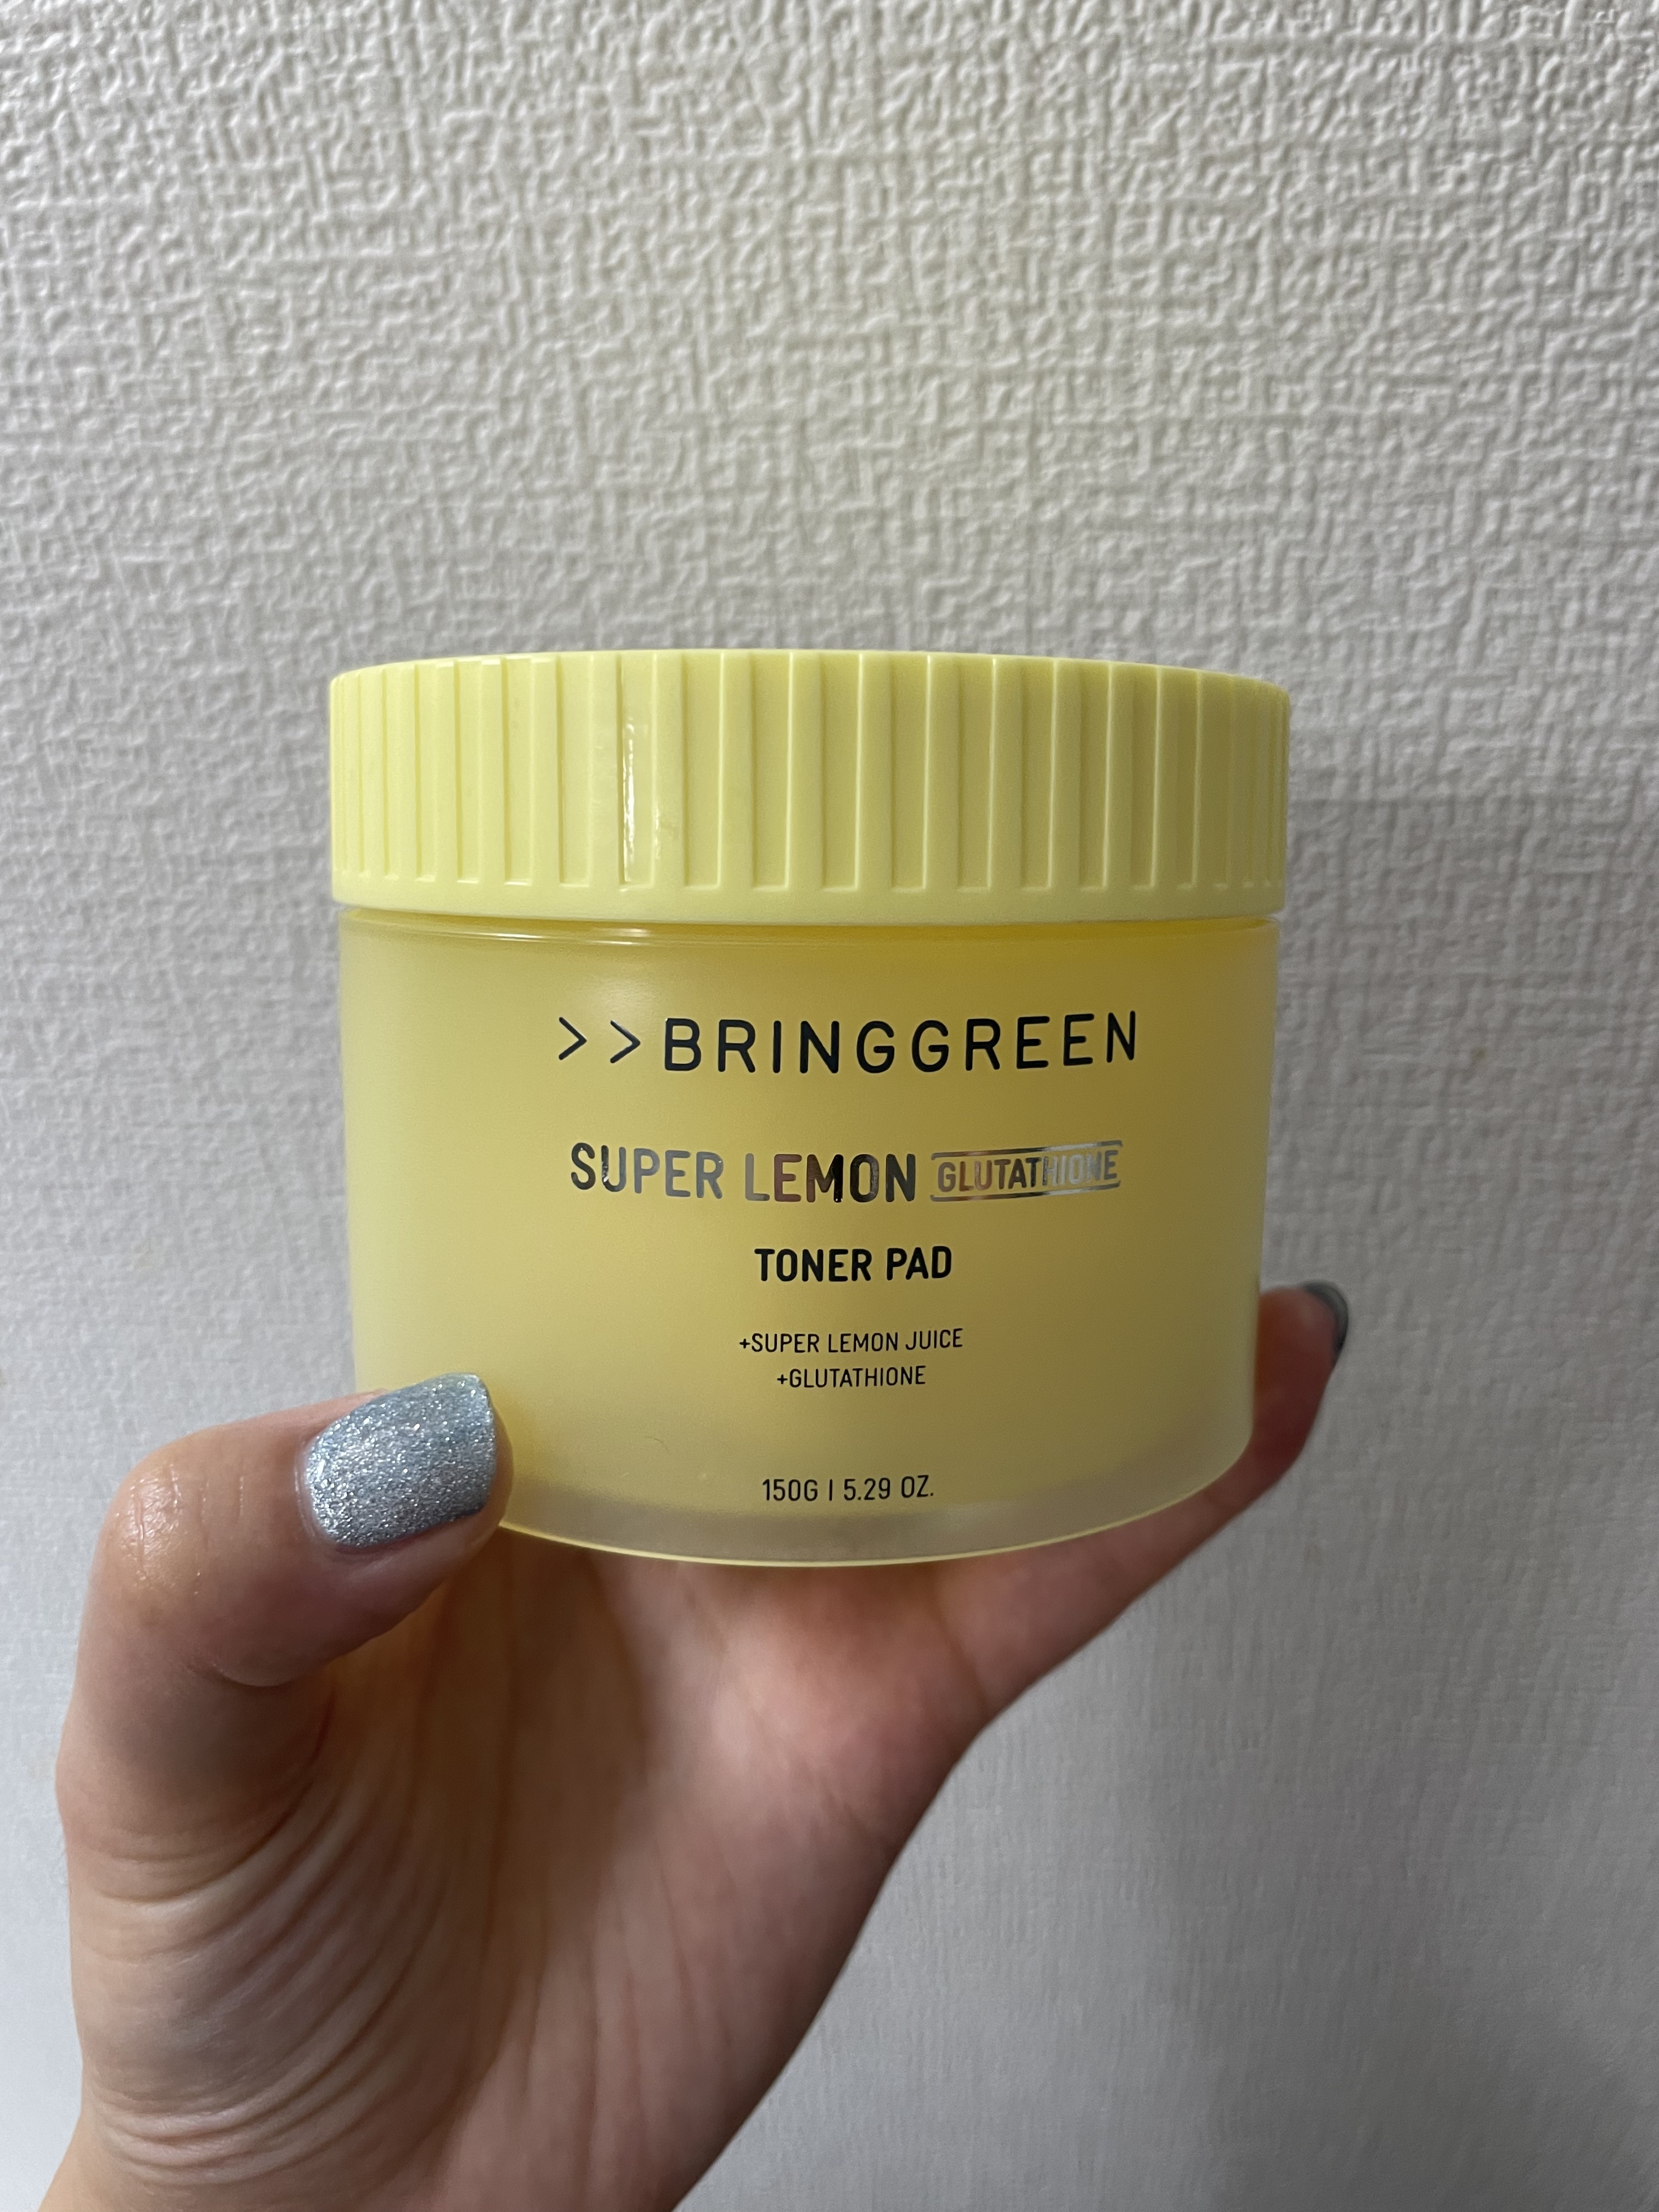 >>BRINGGREEN
SUPER LEMON GLUTATHIONE
TONER PAD
+SUPER LEMON JUICE
+GLUTATHIONE
150G | 5.29 OZ.